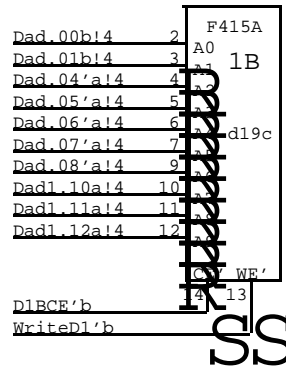 F415A
Dad.00b!4 2 A0
1B
Dad.01b!4 3 A1
Dad.04'a!4 4
Dad.05'a!4 5
Dad.06'a!4 6 d19c
Dad.07'a!4 7
Dad.08'a!4 9
Dad1.10a!4 10
Dad1.11a!4 11
Dad1.12a!4 12
WE'
14 13
D1BCE'b
WriteD1'b
SS